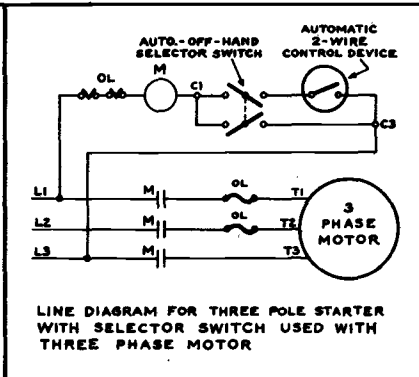 AUTO.-OFF-HAND
SELECTOR SWITCH
AUTOMATIC
2-WIRE
CONTROL DEVICE
OL
M
C1
C3
L1
M
OL
T1
L2
M
OL
T2
L3
M
T3
3
PHASE
MOTOR
LINE DIAGRAM FOR THREE POLE STARTER
WITH SELECTOR SWITCH USED WITH
THREE PHASE MOTOR